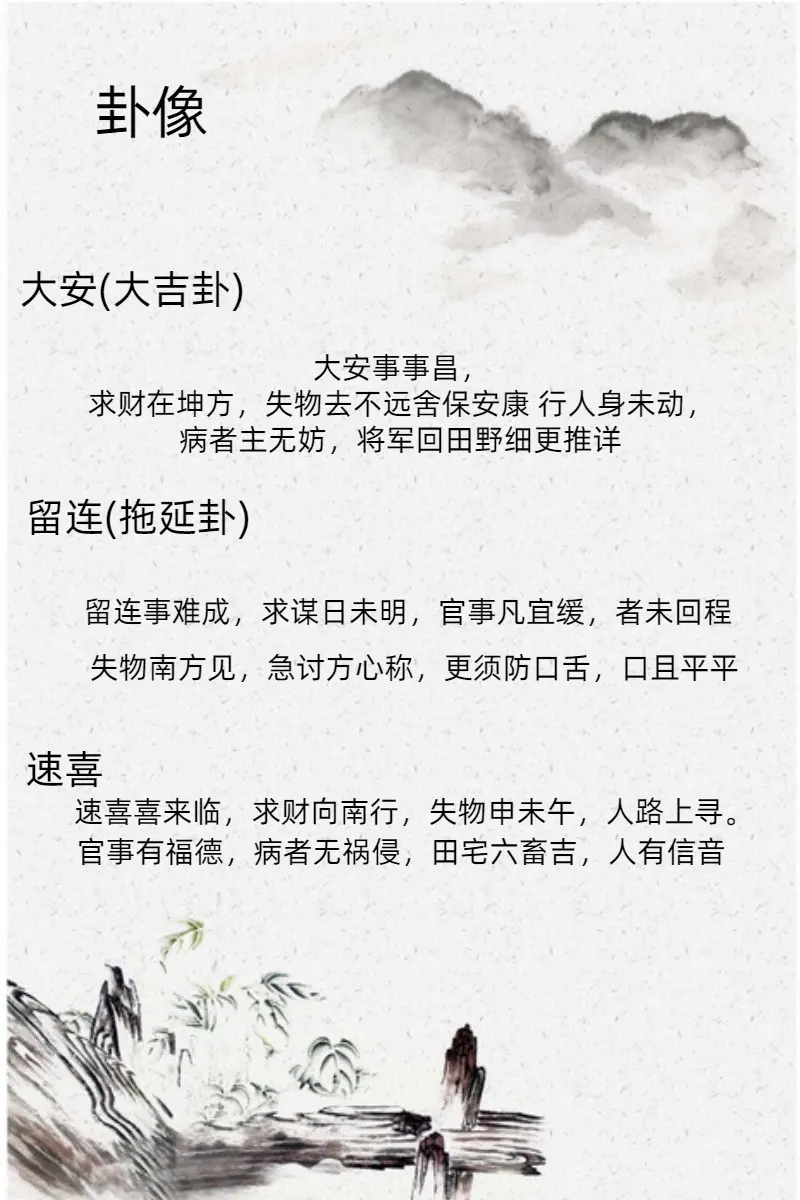 卦像
大安(大吉卦)
大安事事昌，
求财在坤方，失物去不远舍保安康 行人身未动，
病者主无妨，将军回田野细更推详
留连(拖延卦)
留连事难成，求谋日未明，官事凡宜缓，者未回程
失物南方见，急讨方心称，更须防口舌，口且平平
速喜
速喜喜来临，求财向南行，失物申未午，人路上寻。
官事有福德，病者无祸侵，田宅六畜吉，人有信音